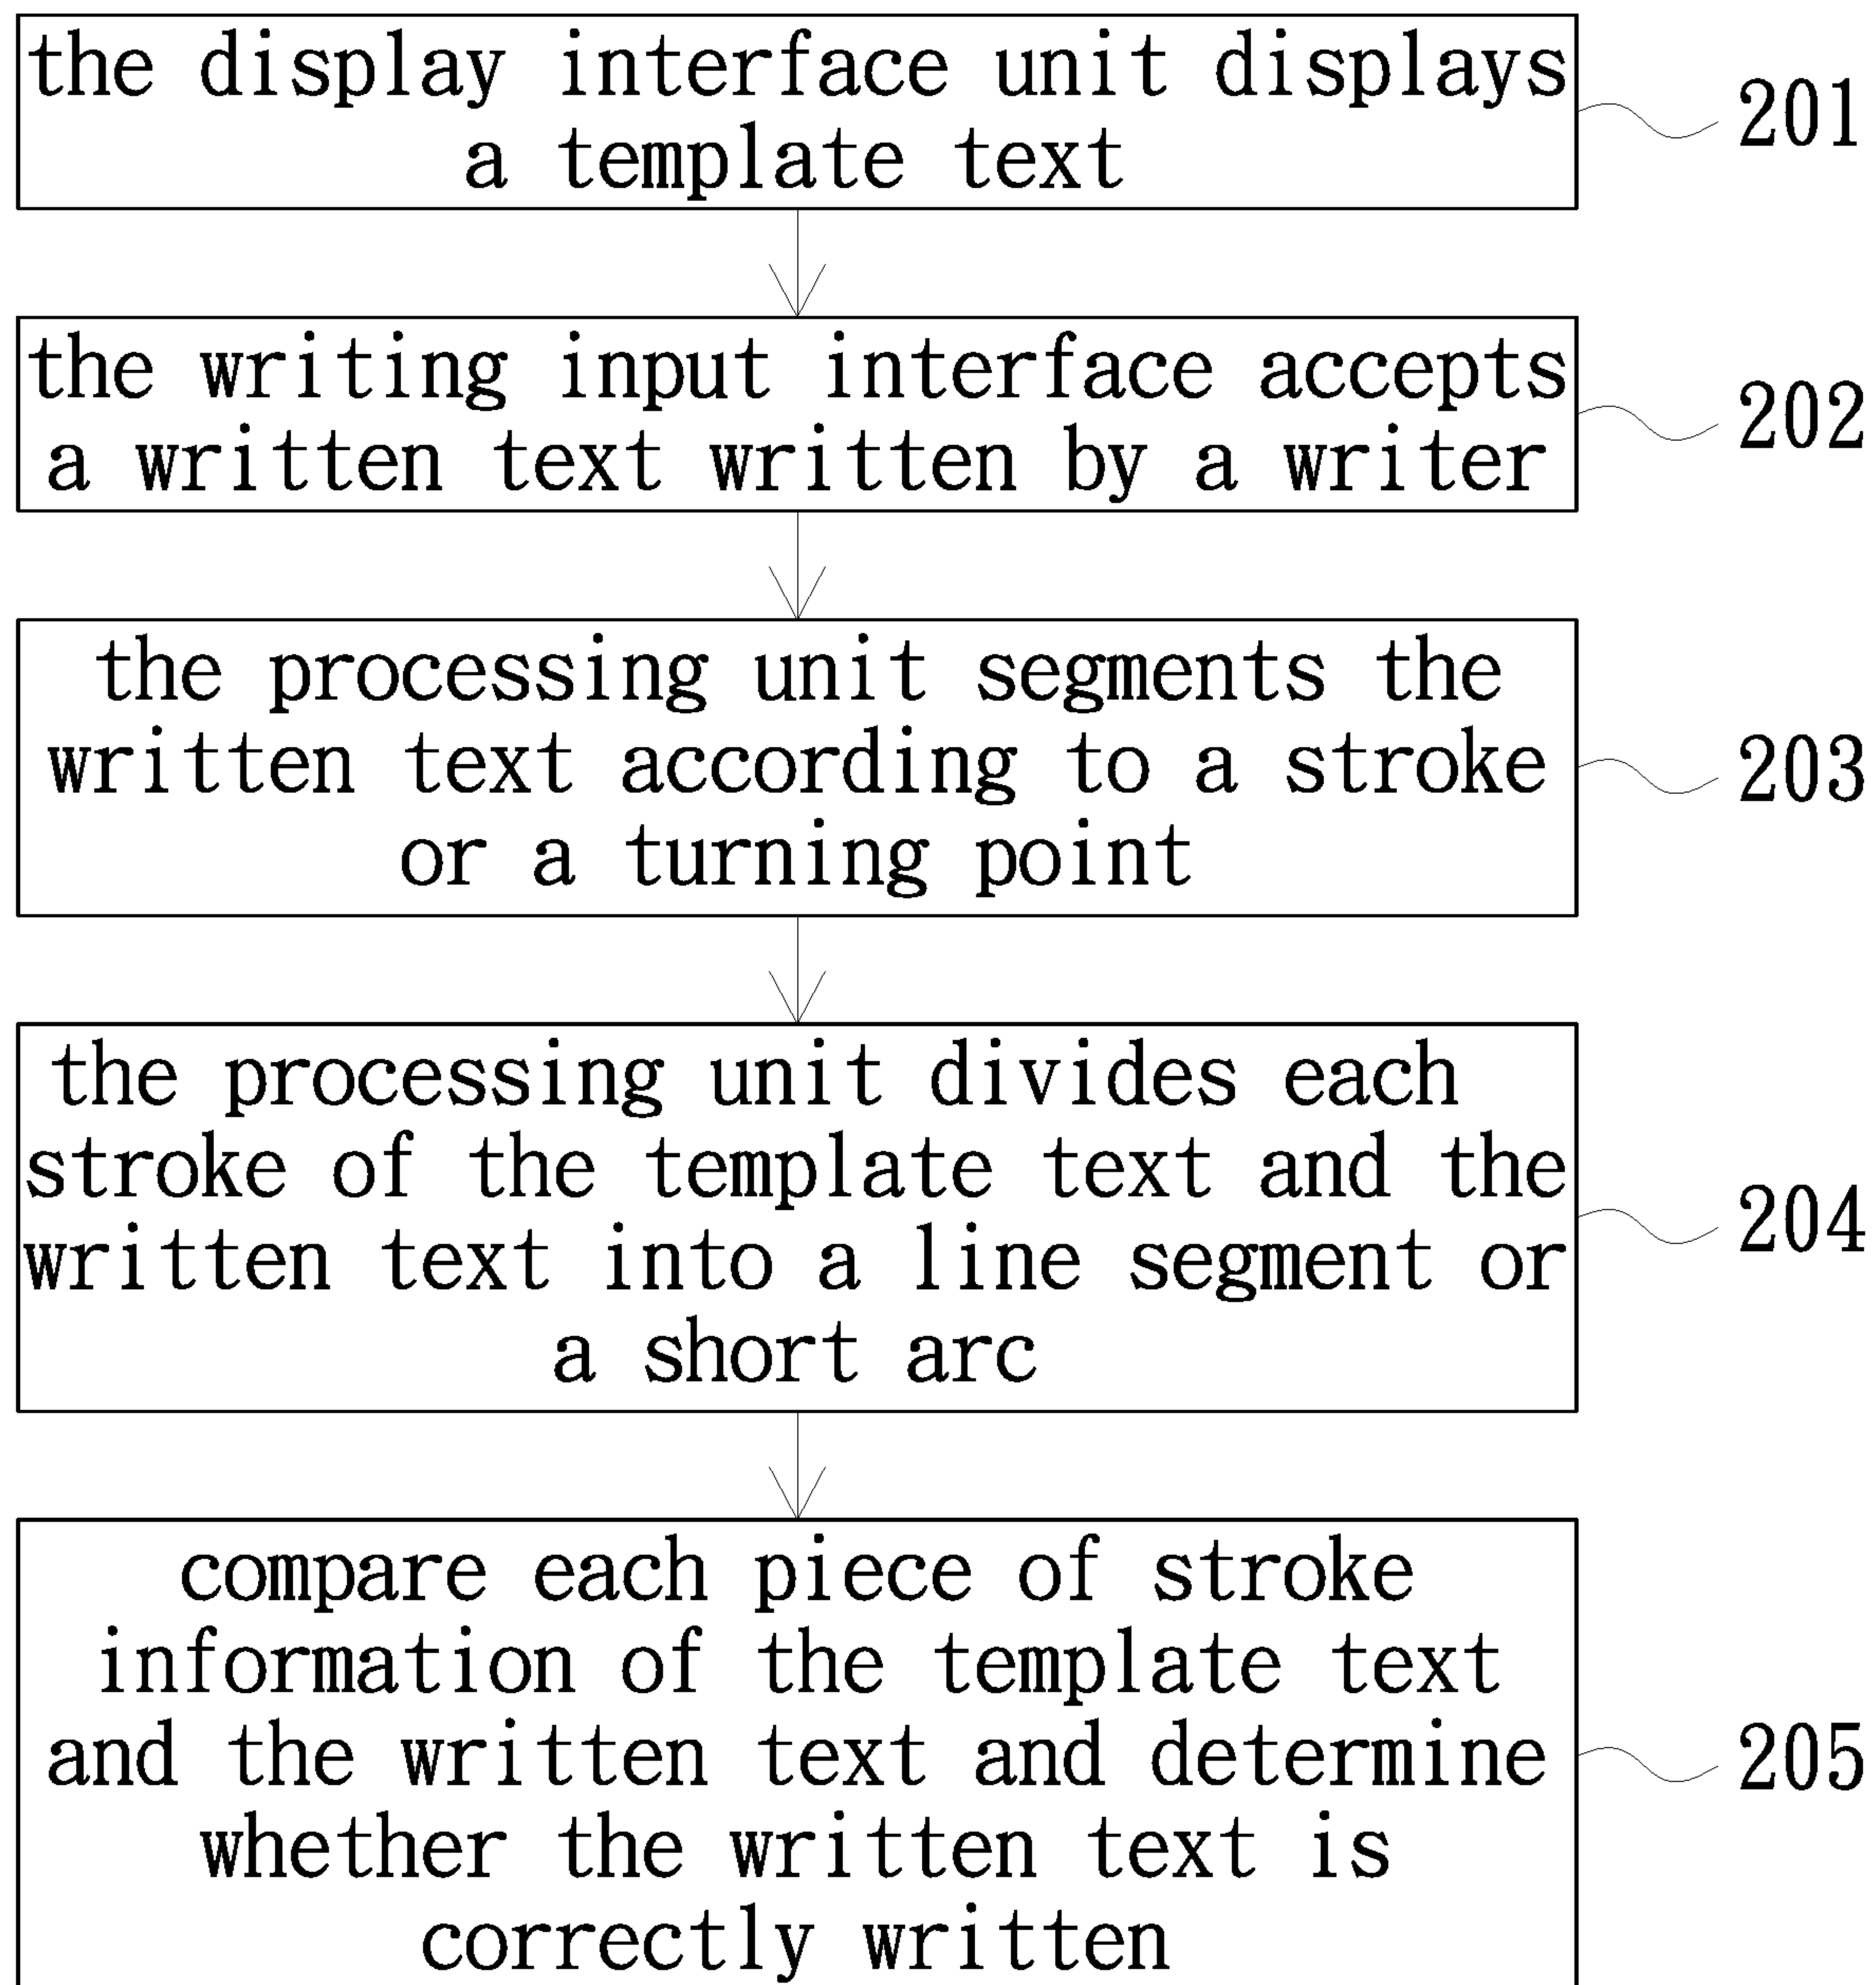 the display interface unit displays
a template text
201
the writing input interface accepts
a written text written by a writer
202
the processing unit segments the
written text according to a stroke
or a turning point
203
the processing unit divides each
stroke of the template text and the
written text into a line segment or
a short arc
204
compare each piece of stroke
information of the template text
and the written text and determine
whether the written text is
correctly written
205